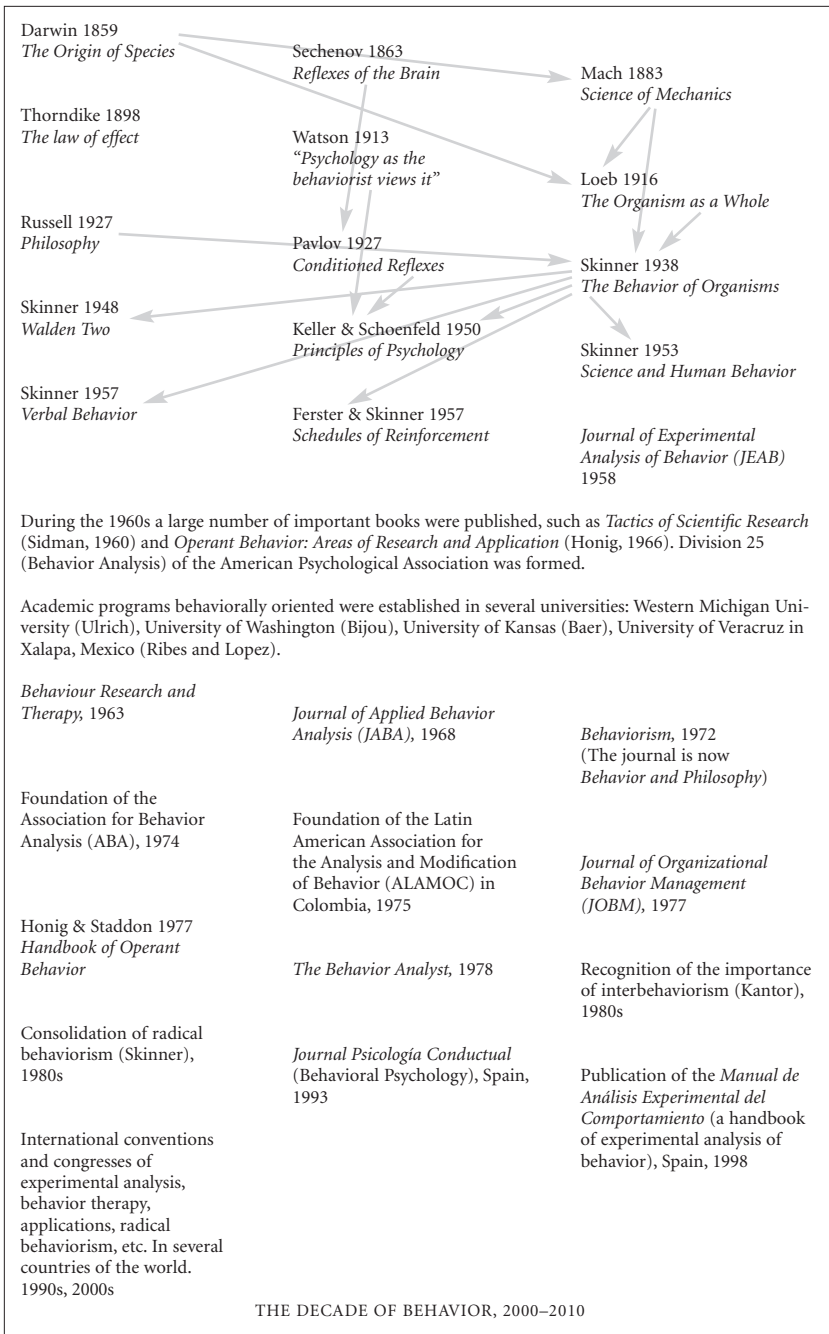 Darwin 1859
The Origin of Species
Sechenov 1863
Reflexes of the Brain
Mach 1883
Science of Mechanics
Thorndike 1898
The law of effect
Watson 1913
“Psychology as the
behaviorist views it”
Loeb 1916
The Organism as a Whole
Russell 1927
Philosophy
Pavlov 1927
Conditioned Reflexes
Skinner 1938
The Behavior of Organisms
Skinner 1948
Walden Two
Keller & Schoenfeld 1950
Principles of Psychology
Skinner 1953
Science and Human Behavior
Skinner 1957
Verbal Behavior
Ferster & Skinner 1957
Schedules of Reinforcement
Journal of Experimental
Analysis of Behavior (JEAB)
1958
During the 1960s a large number of important books were published, such as Tactics of Scientific Research
(Sidman, 1960) and Operant Behavior: Areas of Research and Application (Honig, 1966). Division 25
(Behavior Analysis) of the American Psychological Association was formed.
Academic programs behaviorally oriented were established in several universities: Western Michigan Uni-
versity (Ulrich), University of Washington (Bijou), University of Kansas (Baer), University of Veracruz in
Xalapa, Mexico (Ribes and Lopez).
Behaviour Research and
Therapy, 1963
Journal of Applied Behavior
Analysis (JABA), 1968
Behaviorism, 1972
(The journal is now
Behavior and Philosophy)
Foundation of the
Association for Behavior
Analysis (ABA), 1974
Foundation of the Latin
American Association for
the Analysis and Modification
of Behavior (ALAMOC) in
Colombia, 1975
Journal of Organizational
Behavior Management
(JOBM), 1977
Honig & Staddon 1977
Handbook of Operant
Behavior
The Behavior Analyst, 1978
Recognition of the importance
of interbehaviorism (Kantor),
1980s
Consolidation of radical
behaviorism (Skinner),
1980s
Journal Psicología Conductual
(Behavioral Psychology), Spain,
1993
Publication of the Manual de
Análisis Experimental del
Comportamiento (a handbook
of experimental analysis of
behavior), Spain, 1998
International conventions
and congresses of
experimental analysis,
behavior therapy,
applications, radical
behaviorism, etc. In several
countries of the world.
1990s, 2000s
THE DECADE OF BEHAVIOR, 2000–2010